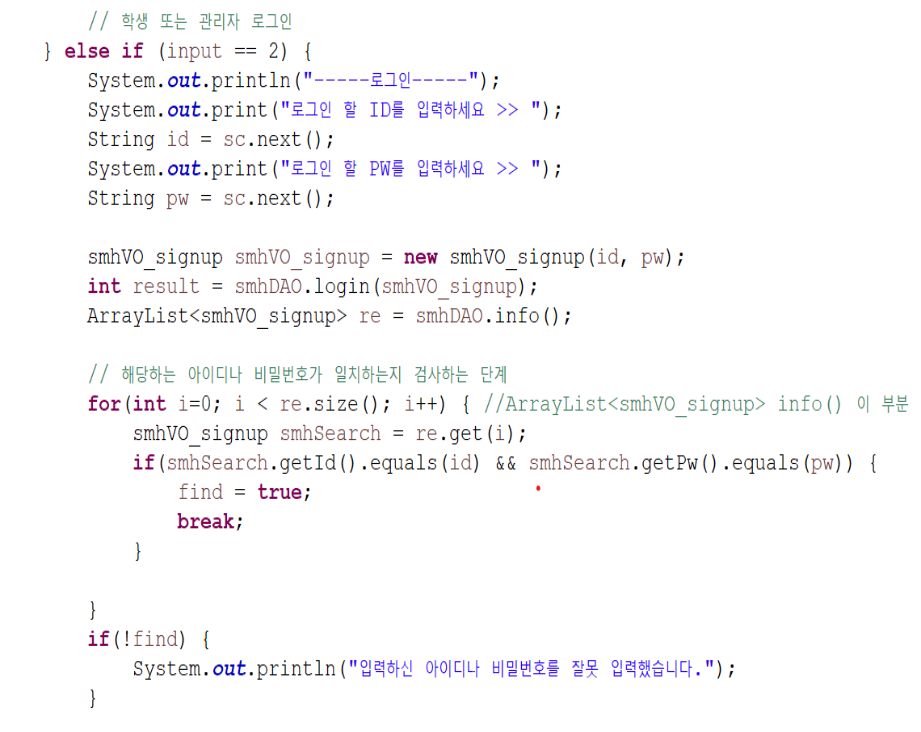 // 학생 또는 관리자 로그인
} else if (input == 2) {
System.out.println("-----로그인-----");
System.out.print("로그인 할 ID를 입력하세요 >> ");
String id = sc.next();
System.out.print("로그인 할 PW를 입력하세요 >> ");
String pw = sc.next();
smhVO_signup smhVO_signup = new smhVO_signup(id, pw);
int result = smhDAO.login(smhVO_signup);
ArrayList<smhVO_signup> re = smhDAO.info();
// 해당하는 아이디나 비밀번호가 일치하는지 검사하는 단계
for(int i=0; i < re.size(); i++) { //ArrayList<smhVO_signup> info() 이 부분
smhVO_signup smhSearch = re.get(i);
if(smhSearch.getId().equals(id) && smhSearch.getPw().equals(pw)) {
find = true;
break;
}
}
if(!find) {
System.out.println("입력하신 아이디나 비밀번호를 잘못 입력했습니다.");
}